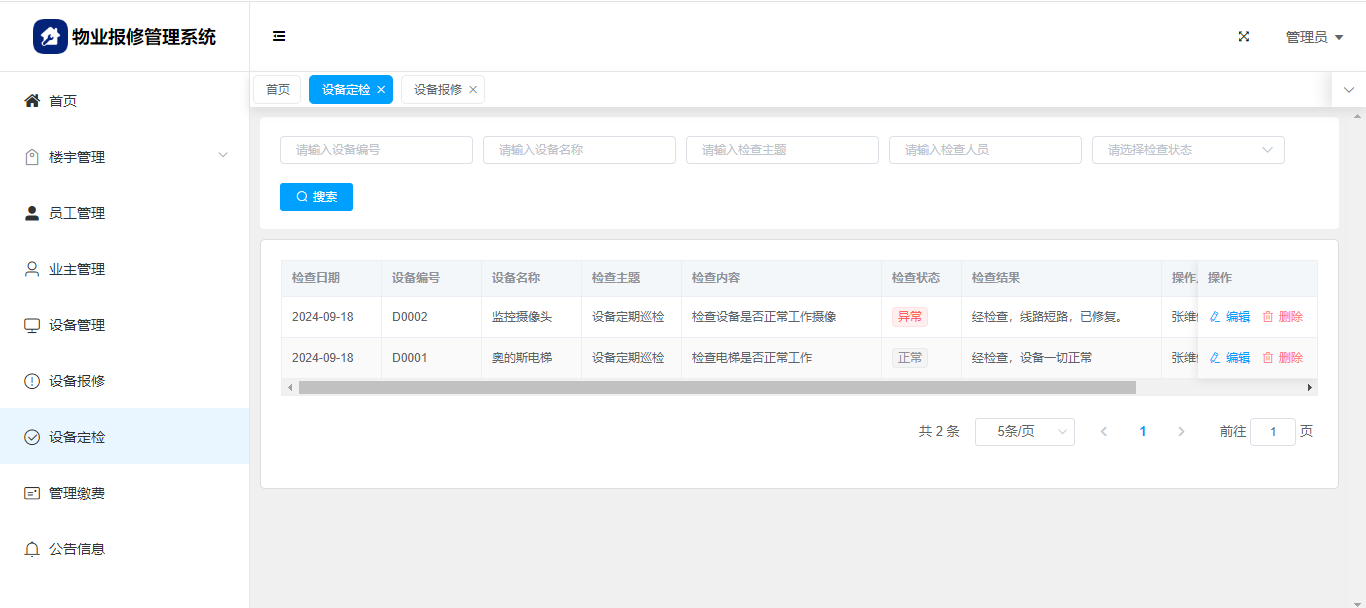 物业报修管理系统
管理员
首页
楼宇管理
员工管理
业主管理
设备管理
设备报修
设备定检
管理缴费
公告信息
首页 设备定检 设备报修
请输入设备编号 请输入设备名称 请输入检查主题 请输入检查人员 请选择检查状态
搜索
检查日期 设备编号 设备名称 检查主题 检查内容 检查状态 检查结果 操作 操作
2024-09-18 D0002 监控摄像头 设备定期巡检 检查设备是否正常工作摄像 异常 经检查，线路短路，已修复。 张维 编辑 删除
2024-09-18 D0001 奥的斯电梯 设备定期巡检 检查电梯是否正常工作 正常 经检查，设备一切正常 张维 编辑 删除
共 2 条 5条/页 1 前往 1 页